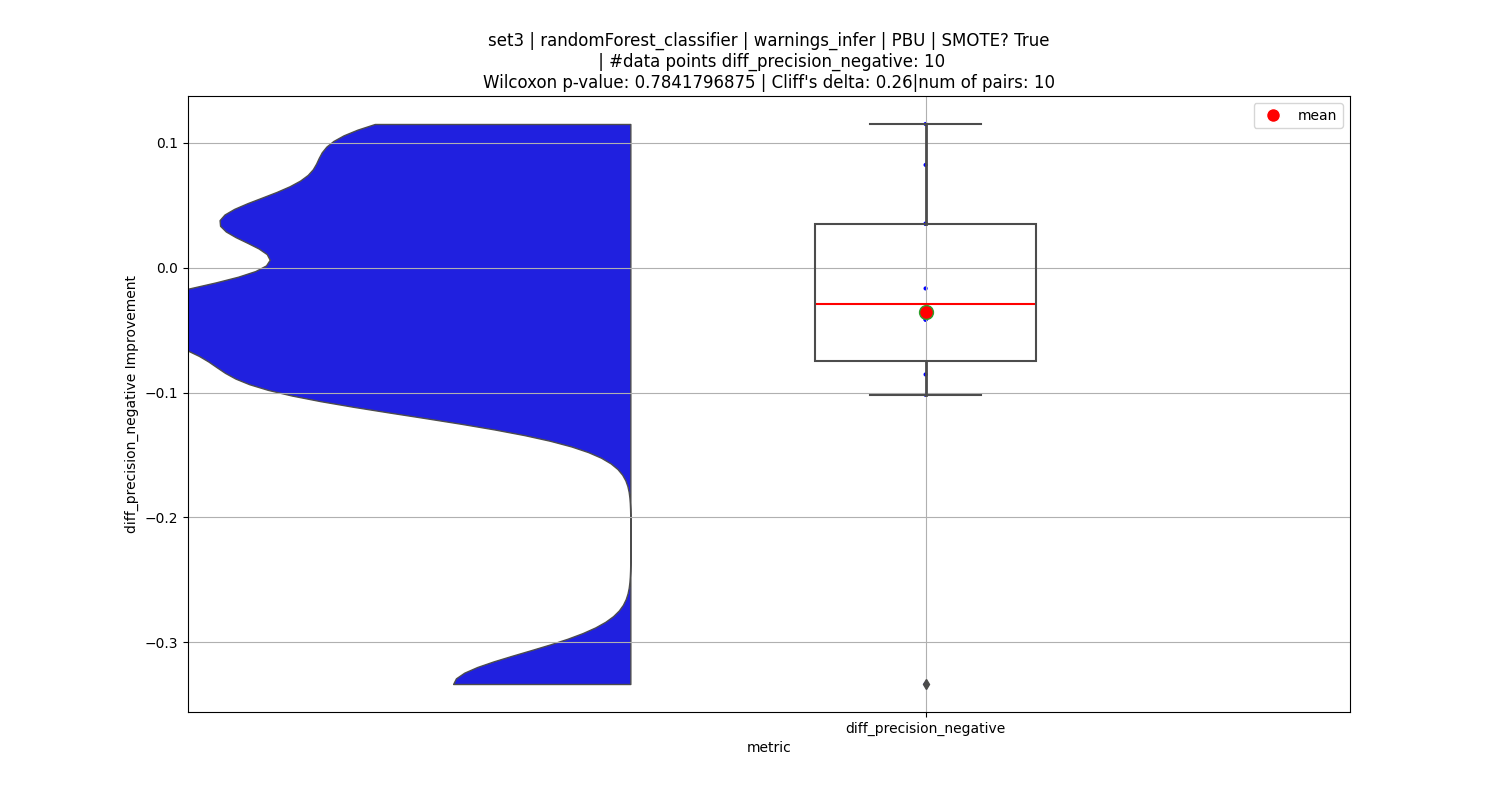 set3 | randomForest_classifier | warnings_infer | PBU | SMOTE? True
| #data points diff_precision_negative: 10
Wilcoxon p-value: 0.7841796875 | Cliff's delta: 0.26|num of pairs: 10
mean
0.1
0.0
−0.1
−0.2
−0.3
diff_precision_negative Improvement
diff_precision_negative
metric